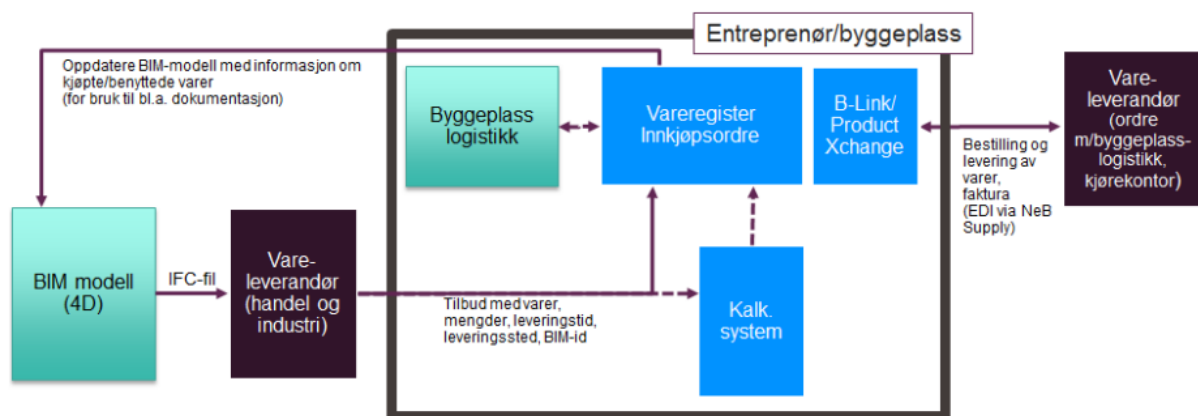 Entreprenør/byggeplass
Oppdatere BIM-modell med informasjon om
kjøpte/benyttede varer
(for bruk til bl.a. dokumentasjon)
Byggeplass
logistikk
Vareregister
Innkjøpsordre
B-Link/
Product
Xchange
Vare-
leverandør
(ordre
m/byggeplass-
logistikk,
kjørekontor)
Bestilling og
levering av
varer,
faktura
(EDI via NeB
Supply)
BIM modell
(4D)
IFC-fil
Vare-
leverandør
(handel og
industri)
Tilbud med varer,
mengder, leveringstid,
leveringssted, BIM-id
Kalk.
system